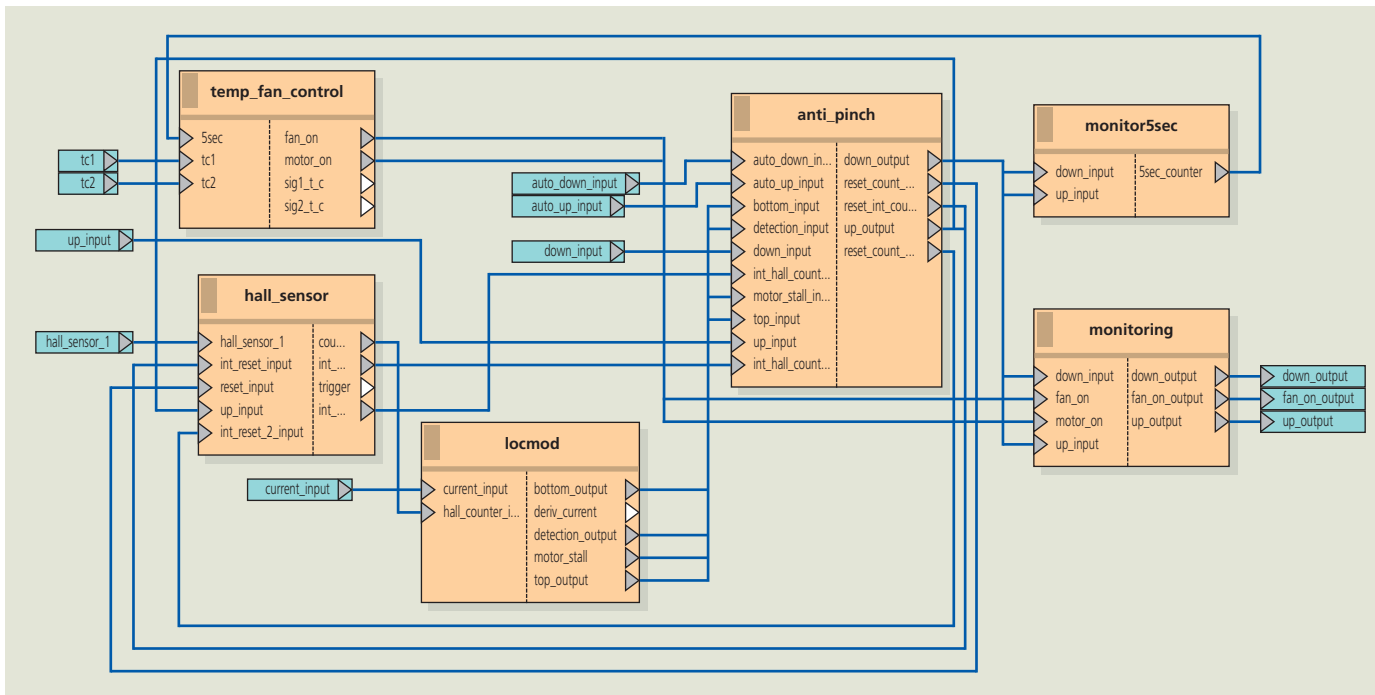 temp_fan_control
5sec
tc1
tc2
fan_on
motor_on
sig1_t_c
sig2_t_c
tc1
tc2
up_input
hall_sensor
hall_sensor_1
int_reset_input
reset_input
up_input
int_reset_2_input
cou...
int_...
trigger
int_...
hall_sensor_1
current_input
locmod
current_input
hall_counter_i...
bottom_output
deriv_current
detection_output
motor_stall
top_output
auto_down_input
auto_up_input
down_input
anti_pinch
auto_down_in...
auto_up_input
bottom_input
detection_input
down_input
int_hall_count...
motor_stall_in...
top_input
up_input
int_hall_count...
down_output
reset_count_...
reset_int_cou...
up_output
reset_count_...
monitor5sec
down_input
up_input
5sec_counter
monitoring
down_input
fan_on
motor_on
up_input
down_output
fan_on_output
up_output
down_output
fan_on_output
up_output